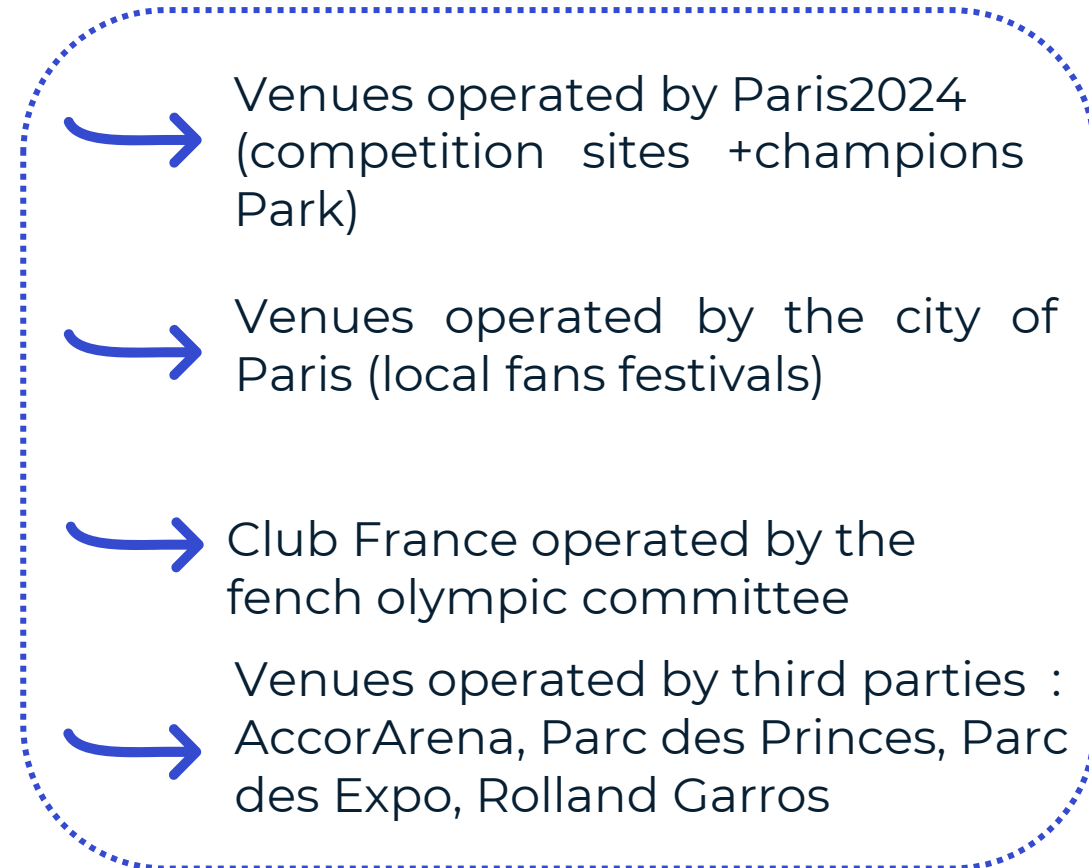 Venues operated by Paris2024
(competition sites +champions
Park)
Venues operated by the city of
Paris (local fans festivals)
Club France operated by the
fench olympic committee
Venues operated by third parties :
AccorArena, Parc des Princes, Parc
des Expo, Rolland Garros